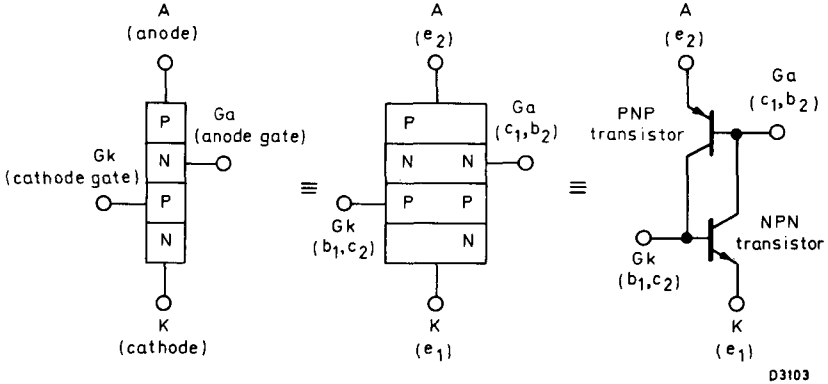 A
(anode)
P
N
P
N
Ga
(anode gate)
Gk
(cathode gate)
K
(cathode)
≡
A
(e₂)
P
N N
P P
N
Ga
(c₁,b₂)
Gk
(b₁,c₂)
K
(e₁)
≡
A
(e₂)
PNP
transistor
Ga
(c₁,b₂)
NPN
transistor
Gk
(b₁,c₂)
K
(e₁)
D3103